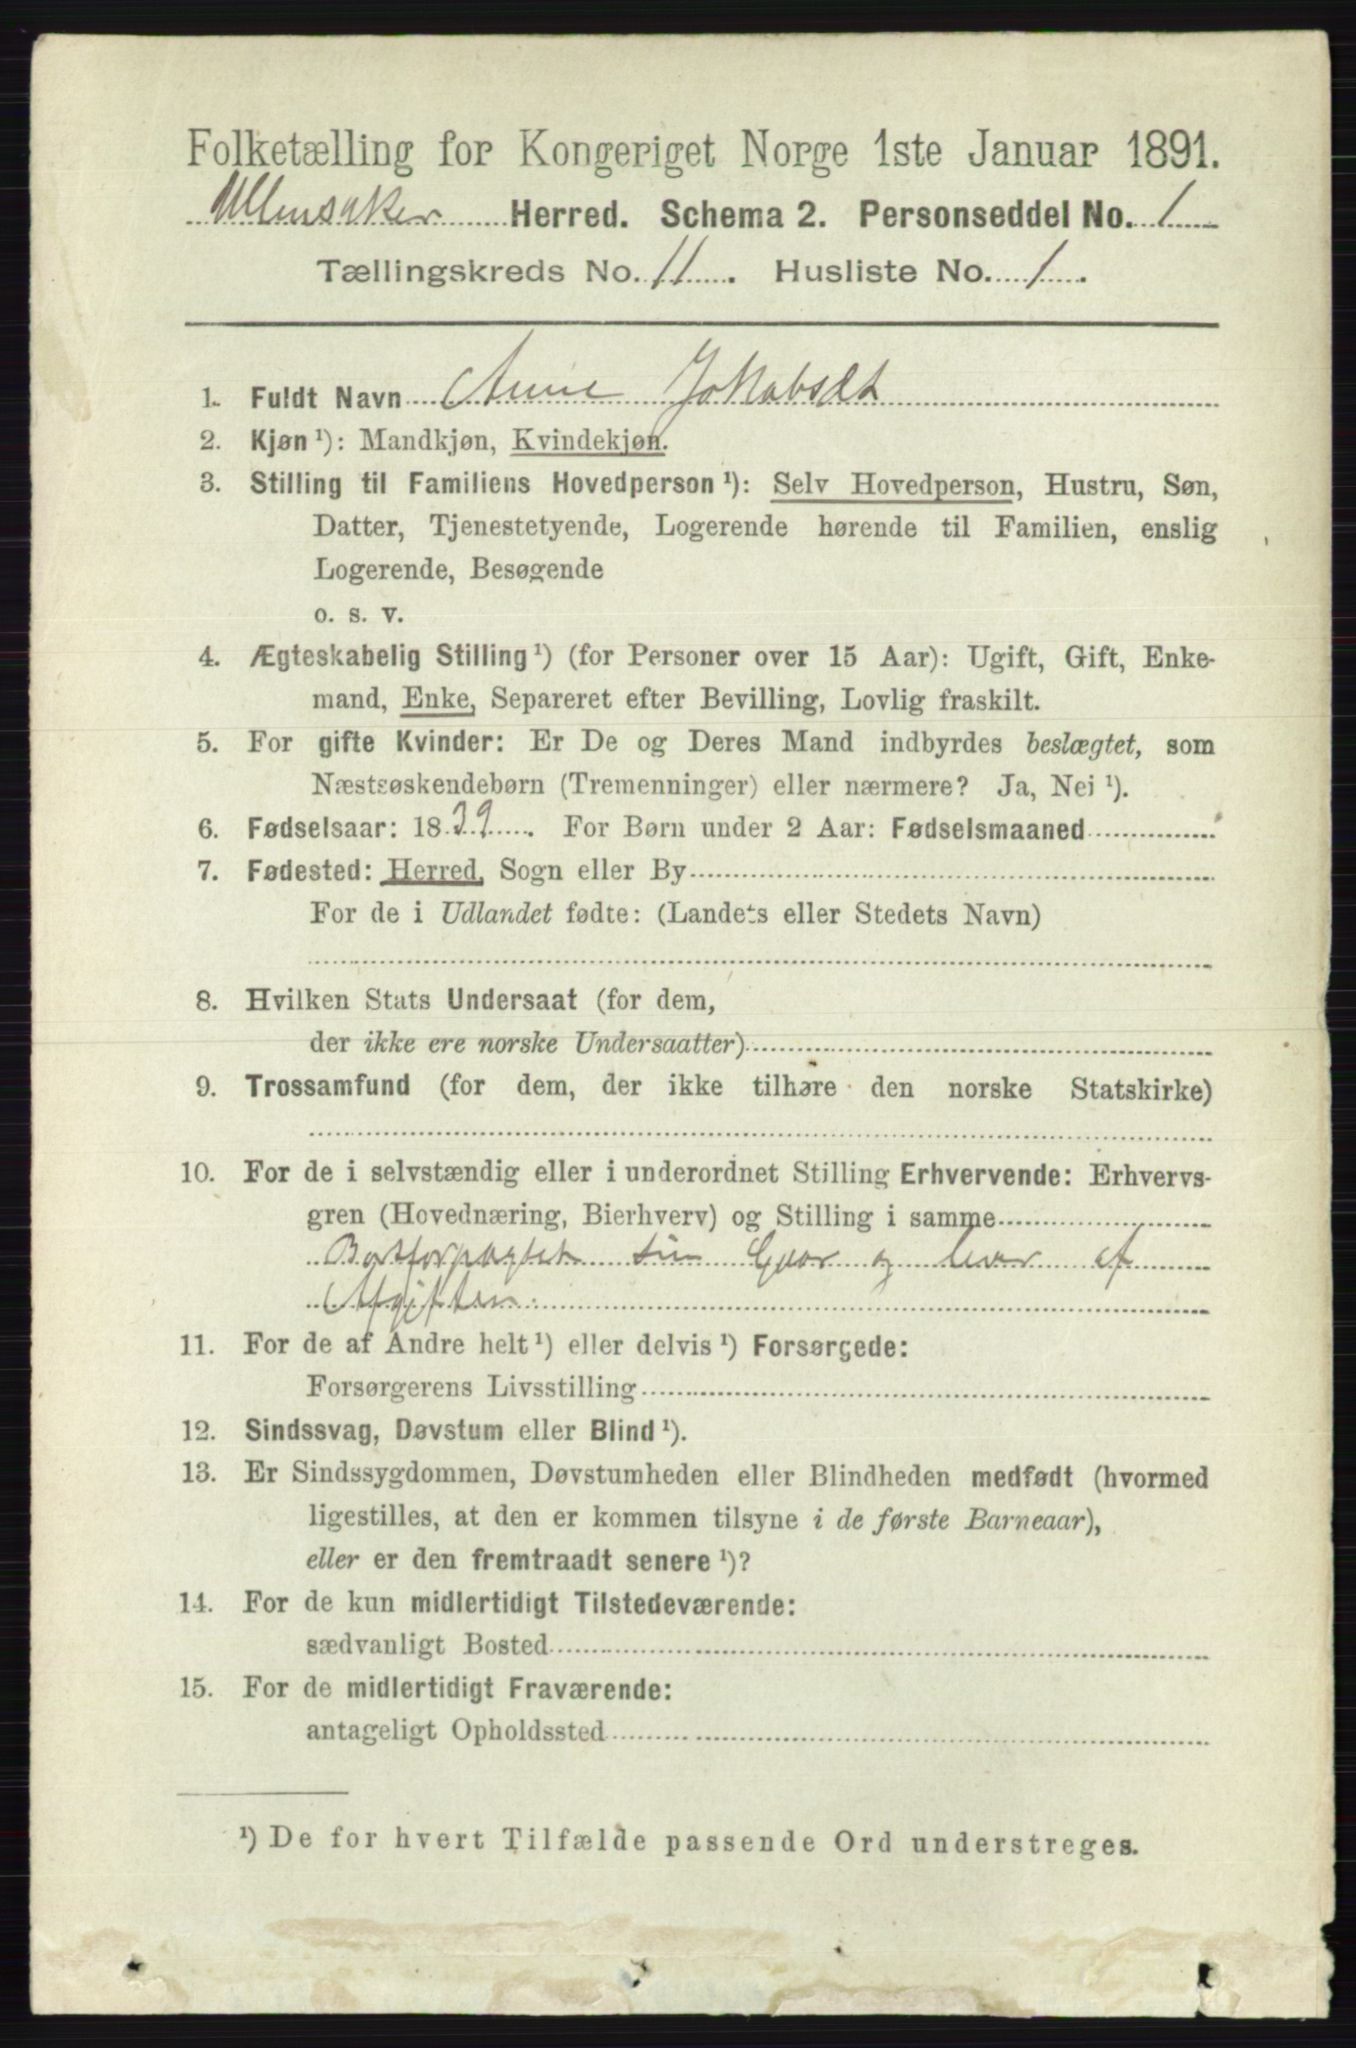 Folketælling for Kongeriget Norge 1ste Januar 1891.
Ullensaker Herred. Schema 2. Personseddel No. 1
Tællingskreds No. 11. Husliste No. 1.
1. Fuldt Navn Anne Jakobsdt
2. Kjøn ¹): Mandkjøn, Kvindekjøn.
3. Stilling til Familiens Hovedperson ¹): Selv Hovedperson, Hustru, Søn,
Datter, Tjenestetyende, Logerende hørende til Familien, enslig
Logerende, Besøgende
o. s. v.
4. Ægteskabelig Stilling ¹) (for Personer over 15 Aar): Ugift, Gift, Enke-
mand, Enke, Separeret efter Bevilling, Lovlig fraskilt.
5. For gifte Kvinder: Er De og Deres Mand indbyrdes beslægtet, som
Næstsøskendebørn (Tremenninger) eller nærmere? Ja, Nei ¹).
6. Fødselsaar: 1839. For Børn under 2 Aar: Fødselsmaaned
7. Fødested: Herred, Sogn eller By
For de i Udlandet fødte: (Landets eller Stedets Navn)
8. Hvilken Stats Undersaat (for dem,
der ikke ere norske Undersaatter)
9. Trossamfund (for dem, der ikke tilhøre den norske Statskirke)
10. For de i selvstændig eller i underordnet Stilling Erhvervende: Erhvervs-
gren (Hovednæring, Bierhverv) og Stilling i samme
Bortforpagtet sin Gaar og lever af
Afgiften.
11. For de af Andre helt ¹) eller delvis ¹) Forsørgede:
Forsørgerens Livsstilling
12. Sindssvag, Døvstum eller Blind ¹).
13. Er Sindssygdommen, Døvstumheden eller Blindheden medfødt (hvormed
ligestilles, at den er kommen tilsyne i de første Barneaar),
eller er den fremtraadt senere ¹)?
14. For de kun midlertidigt Tilstedeværende:
sædvanligt Bosted
15. For de midlertidigt Fraværende:
antageligt Opholdssted
¹) De for hvert Tilfælde passende Ord understreges.